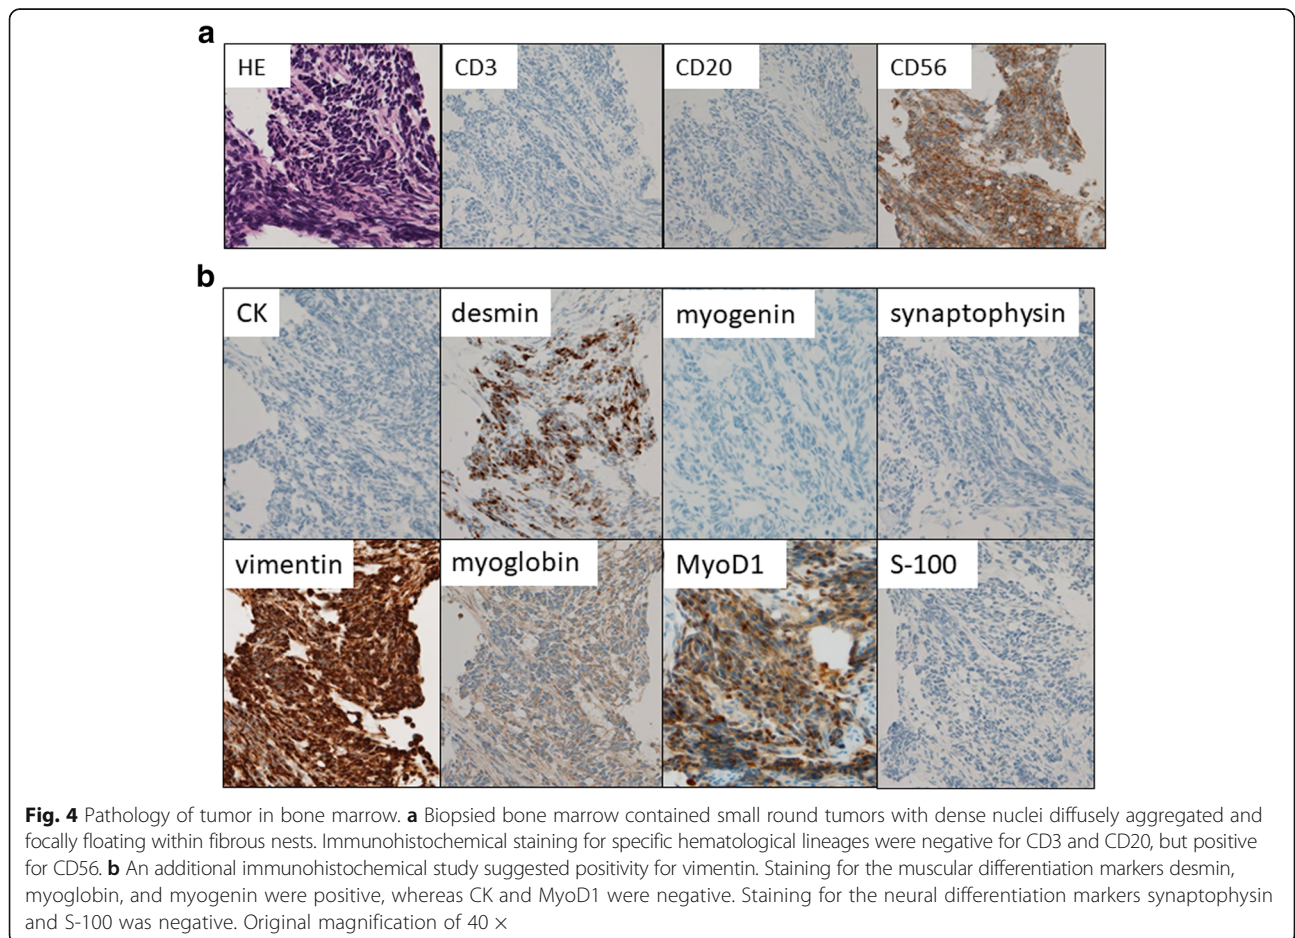 a
HE CD3 CD20 CD56
b
CK desmin myogenin synaptophysin
vimentin myoglobin MyoD1 S-100
Fig. 4 Pathology of tumor in bone marrow. a Biopsied bone marrow contained small round tumors with dense nuclei diffusely aggregated and
focally floating within fibrous nests. Immunohistochemical staining for specific hematological lineages were negative for CD3 and CD20, but positive
for CD56. b An additional immunohistochemical study suggested positivity for vimentin. Staining for the muscular differentiation markers desmin,
myoglobin, and myogenin were positive, whereas CK and MyoD1 were negative. Staining for the neural differentiation markers synaptophysin
and S-100 was negative. Original magnification of 40 ×